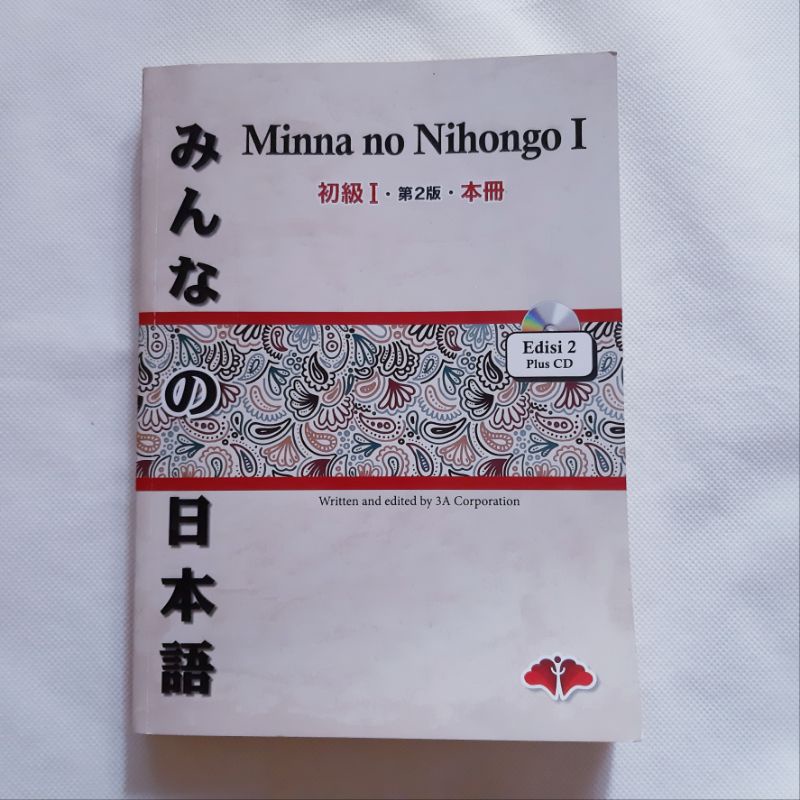 みんなの日本語
Minna no Nihongo I
初級 I・第2版・本冊
Edisi 2
Plus CD
Written and edited by 3A Corporation